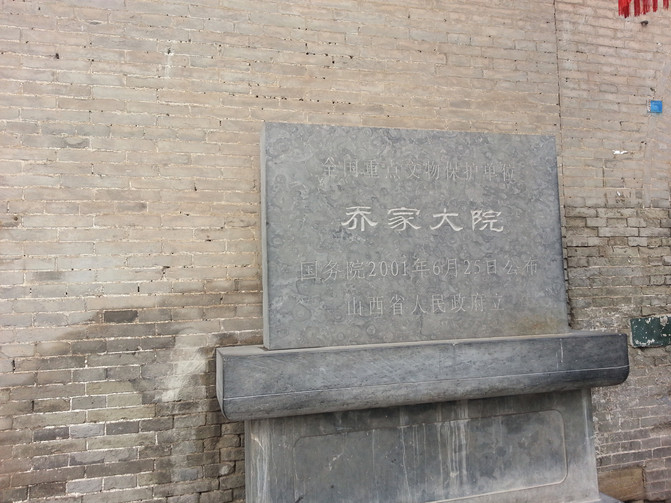 全国重点文物保护单位
乔家大院
国务院2001年6月25日公布
山西省人民政府立